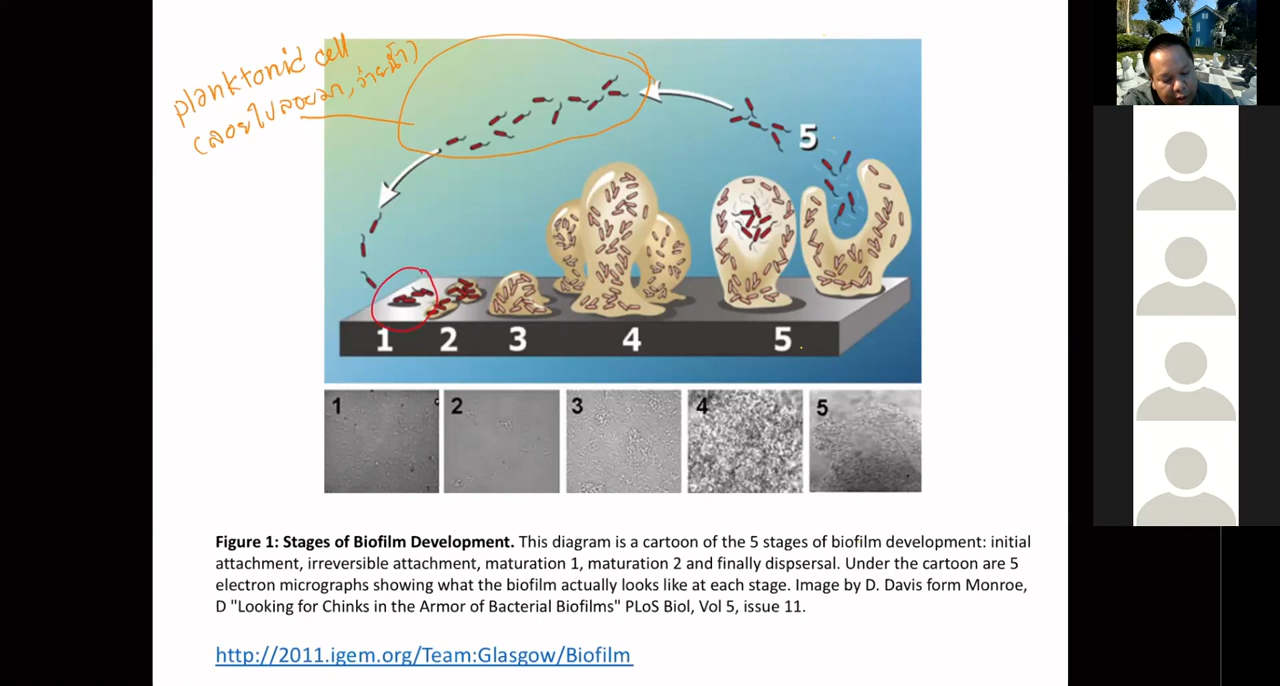 planktonic cell
(ลอยไปลอยมา, ว่ายน้ำ)
5
1 2 3 4 5
1 2 3 4 5
Figure 1: Stages of Biofilm Development. This diagram is a cartoon of the 5 stages of biofilm development: initial
attachment, irreversible attachment, maturation 1, maturation 2 and finally dispsersal. Under the cartoon are 5
electron micrographs showing what the biofilm actually looks like at each stage. Image by D. Davis form Monroe,
D "Looking for Chinks in the Armor of Bacterial Biofilms" PLoS Biol, Vol 5, issue 11.
http://2011.igem.org/Team:Glasgow/Biofilm